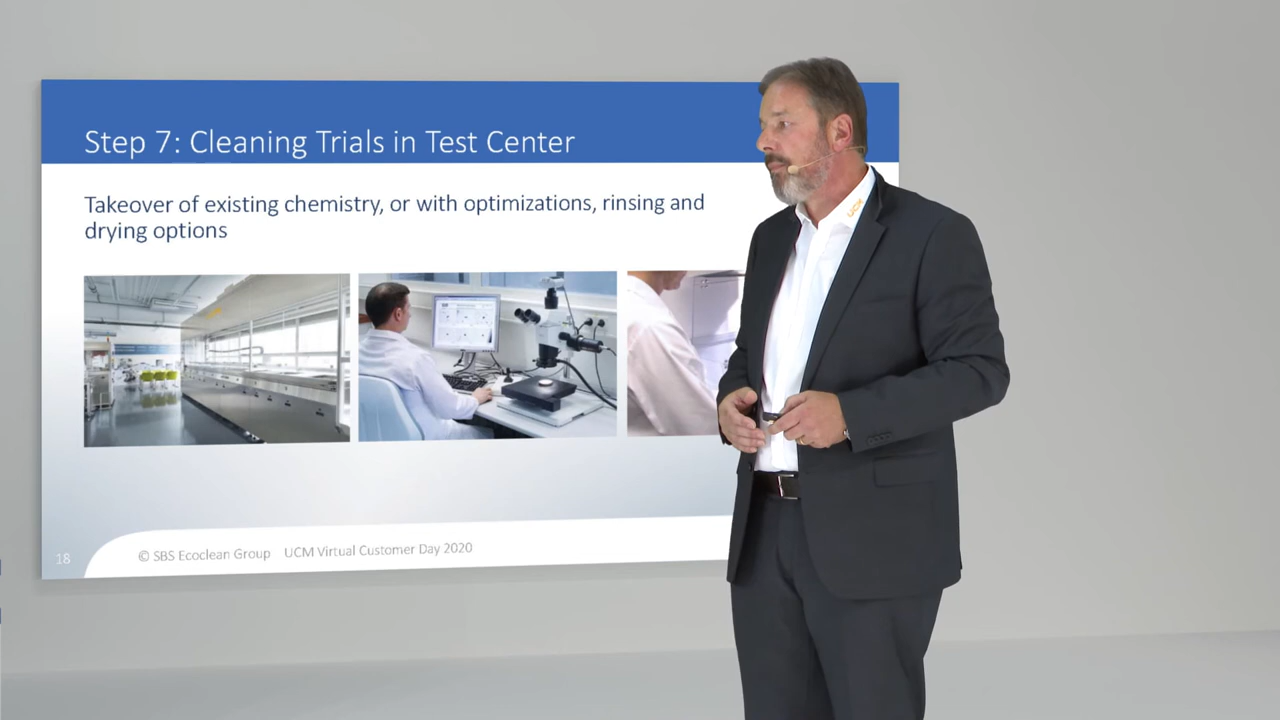 Step 7: Cleaning Trials in Test Center
Takeover of existing chemistry, or with optimizations, rinsing and
drying options
UCM
18
© SBS Ecoclean Group UCM Virtual Customer Day 2020